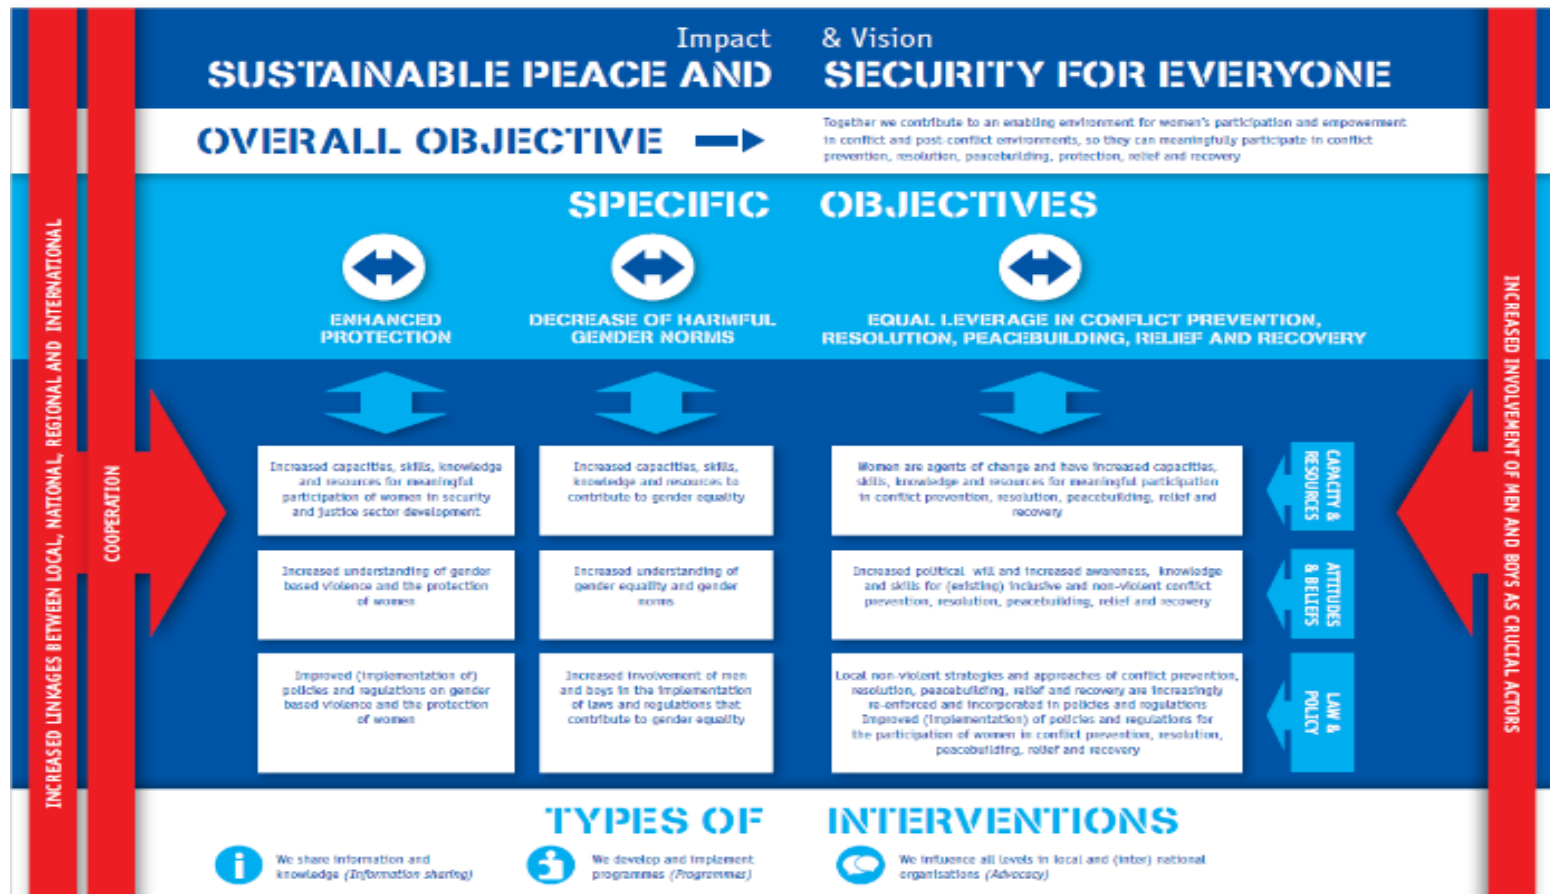 Impact & Vision
SUSTAINABLE PEACE AND SECURITY FOR EVERYONE
OVERALL OBJECTIVE
Together we contribute to an enabling environment for women's participation and empowerment
in conflict and post-conflict environments, so they can meaningfully participate in conflict
prevention, resolution, peacebuilding, protection, relief and recovery
SPECIFIC OBJECTIVES
ENHANCED
PROTECTION
DECREASE OF HARMFUL
GENDER NORMS
EQUAL LEVERAGE IN CONFLICT PREVENTION,
RESOLUTION, PEACEBUILDING, RELIEF AND RECOVERY
INCREASED LINKAGES BETWEEN LOCAL, NATIONAL, REGIONAL AND INTERNATIONAL
COOPERATION
Increased capacities, skills, knowledge
and resources for meaningful
participation of women in security
and justice sector development
Increased capacities, skills,
knowledge and resources to
contribute to gender equality
Women are agents of change and have increased capacities,
skills, knowledge and resources for meaningful participation
in conflict prevention, resolution, peacebuilding, relief and
recovery
CAPACITY &
RESOURCES
Increased understanding of gender
based violence and the protection
of women
Increased understanding of
gender equality and gender
norms
Increased political will and increased awareness, knowledge
and skills for (existing) inclusive and non-violent conflict
prevention, resolution, peacebuilding, relief and recovery
ATTITUDES
& BELIEFS
Improved (implementation of)
policies and regulations on gender
based violence and the protection
of women
Increased involvement of men
and boys in the implementation
of laws and regulations that
contribute to gender equality
Local non-violent strategies and approaches of conflict prevention,
resolution, peacebuilding, relief and recovery are increasingly
re-enforced and incorporated in policies and regulations
Improved (implementation) of policies and regulations for
the participation of women in conflict prevention, resolution,
peacebuilding, relief and recovery
LAW &
POLICY
INCREASED INVOLVEMENT OF MEN AND BOYS AS CRUCIAL ACTORS
TYPES OF INTERVENTIONS
We share information and
knowledge (Information sharing)
We develop and implement
programmes (Programmes)
We influence all levels in local and (inter) national
organisations (Advocacy)